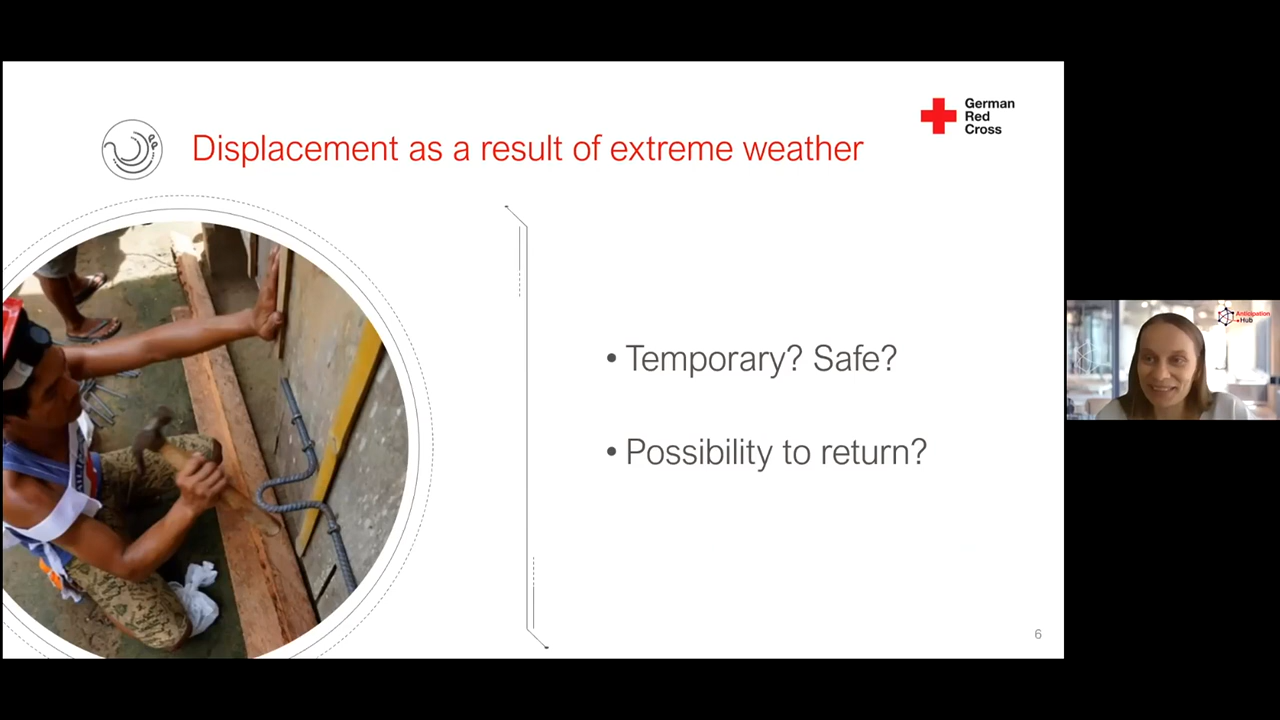 Displacement as a result of extreme weather
German
Red
Cross
• Temporary? Safe?
• Possibility to return?
6
Anticipation
Hub